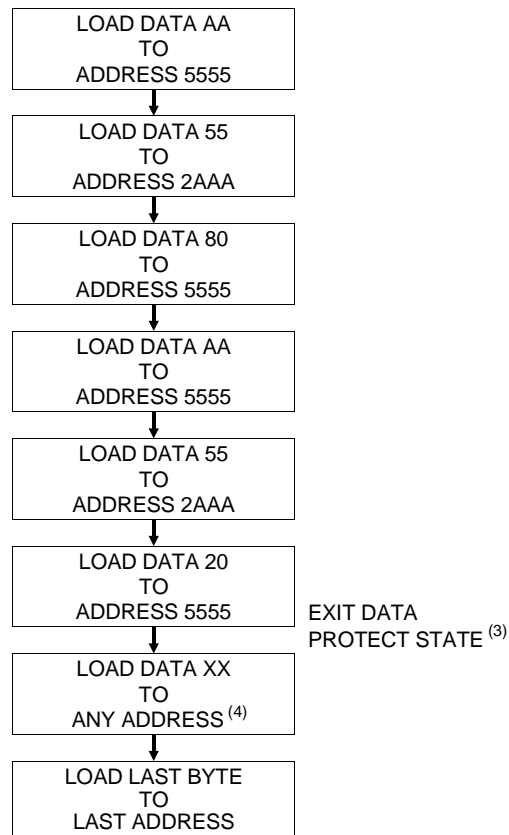 LOAD DATA AA
TO
ADDRESS 5555
LOAD DATA 55
TO
ADDRESS 2AAA
LOAD DATA 80
TO
ADDRESS 5555
LOAD DATA AA
TO
ADDRESS 5555
LOAD DATA 55
TO
ADDRESS 2AAA
LOAD DATA 20
TO
ADDRESS 5555
EXIT DATA
PROTECT STATE (3)
LOAD DATA XX
TO
ANY ADDRESS (4)
LOAD LAST BYTE
TO
LAST ADDRESS